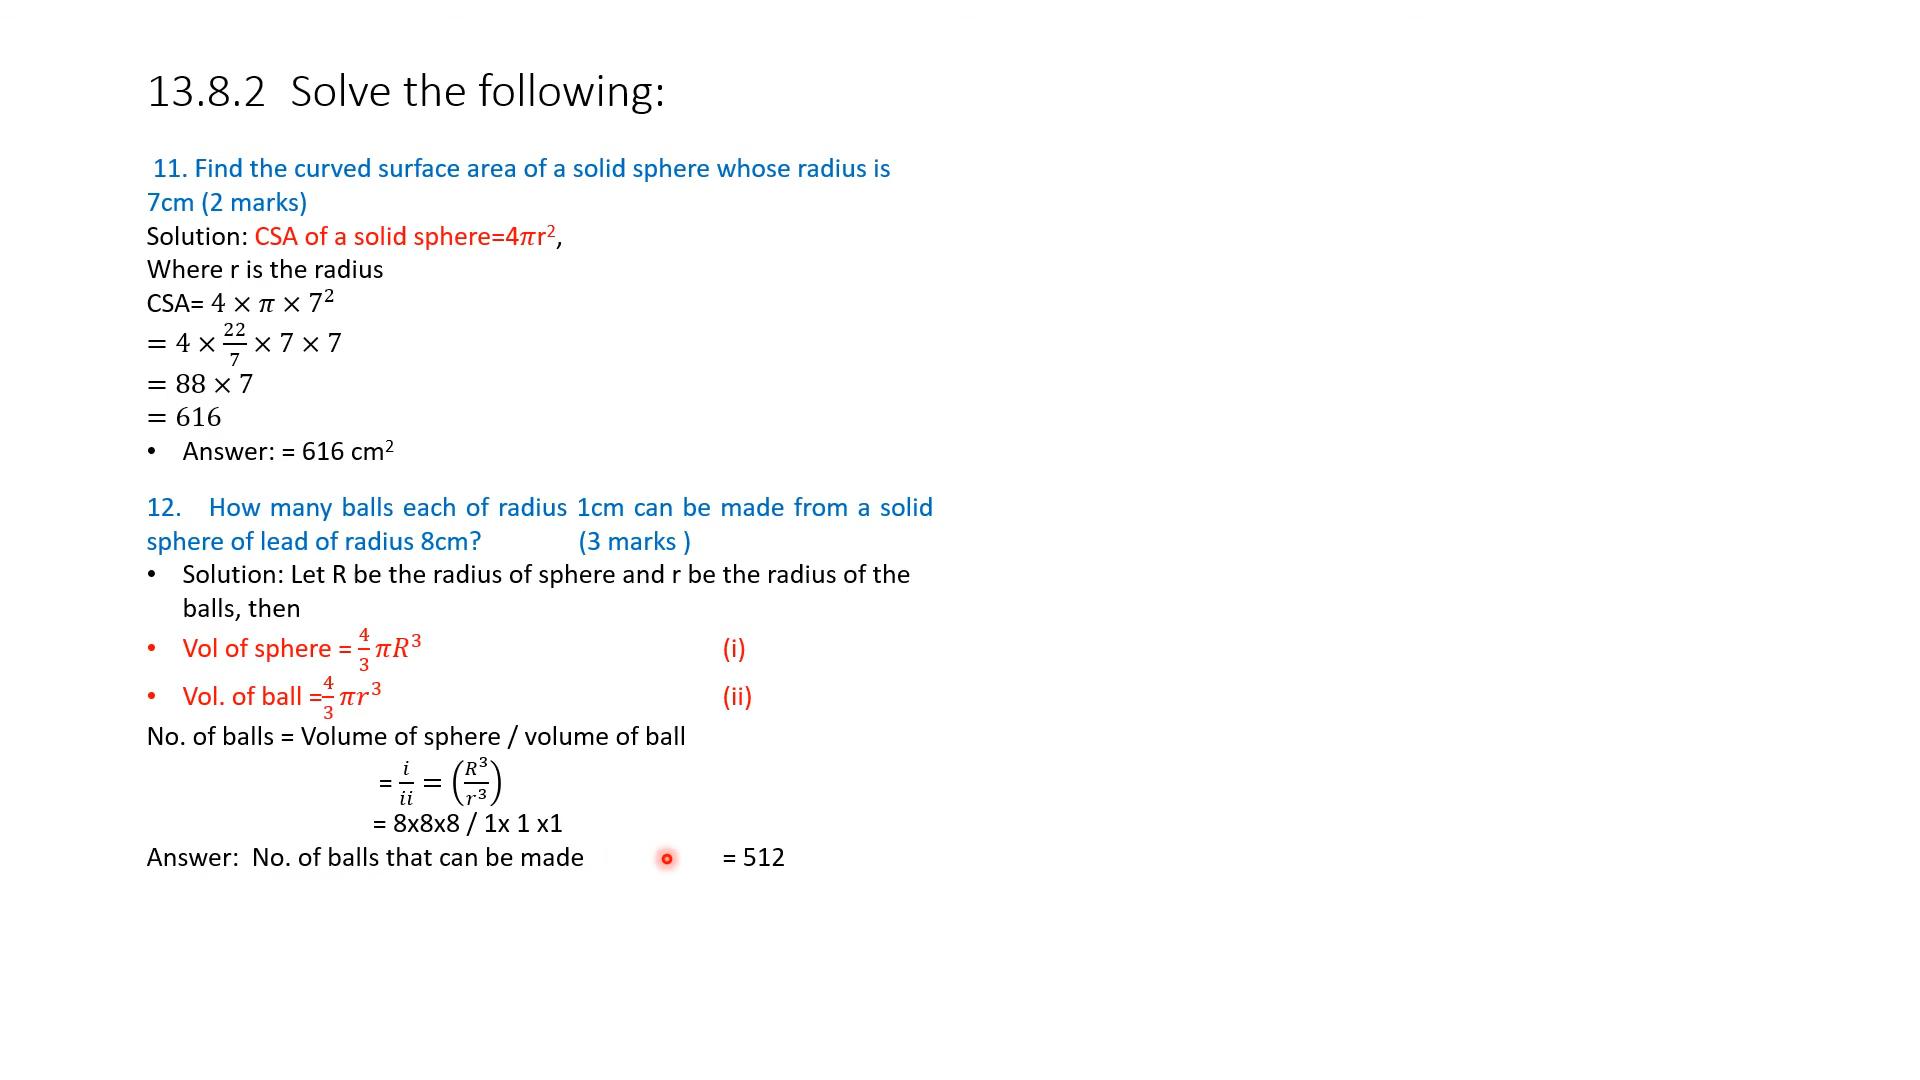 13.8.2 Solve the following:
11. Find the curved surface area of a solid sphere whose radius is
7cm (2 marks)
Solution: CSA of a solid sphere=4πr²,
Where r is the radius
CSA= 4 × π × 7²
= 4 × 22/7 × 7 × 7
= 88 × 7
= 616
• Answer: = 616 cm²
12. How many balls each of radius 1cm can be made from a solid
sphere of lead of radius 8cm? (3 marks )
• Solution: Let R be the radius of sphere and r be the radius of the
balls, then
• Vol of sphere = 4/3 πR³ (i)
• Vol. of ball =4/3 πr³ (ii)
No. of balls = Volume of sphere / volume of ball
= i/ii = (R³/r³)
= 8x8x8 / 1x 1 x1
Answer: No. of balls that can be made = 512